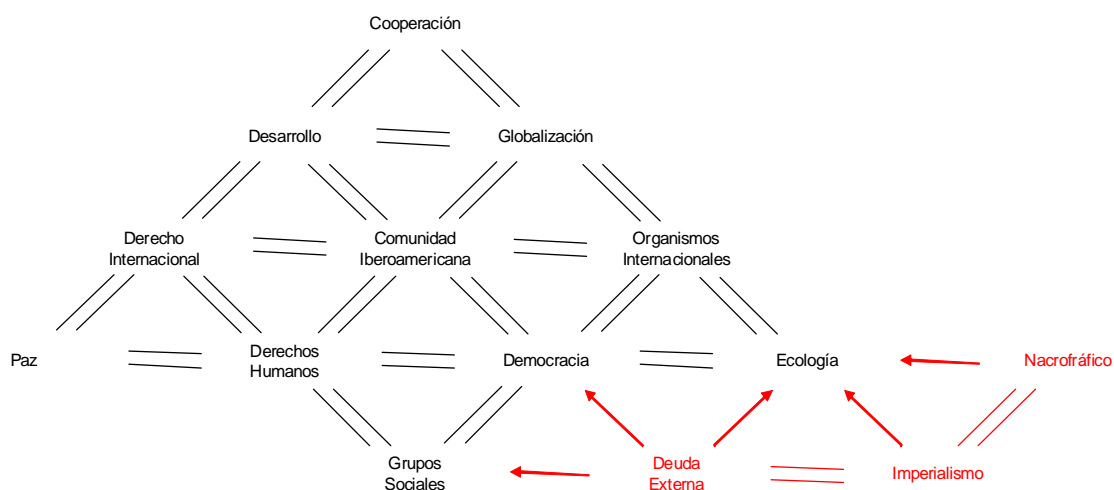 Cooperación
Desarrollo
Globalización
Derecho
Internacional
Comunidad
Iberoamericana
Organismos
Internacionales
Paz
Derechos
Humanos
Democracia
Ecología
Nacrofráfico
Grupos
Sociales
Deuda
Externa
Imperialismo